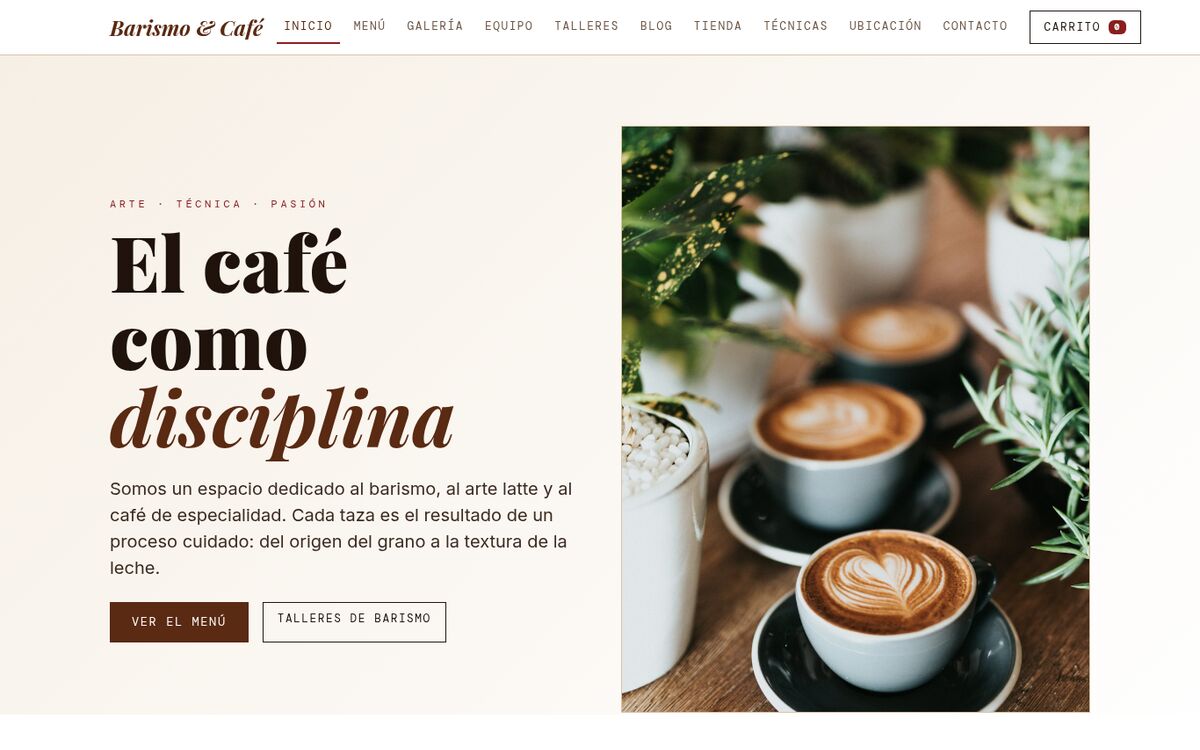 Barismo & Café
INICIO MENÚ GALERÍA EQUIPO TALLERES BLOG TIENDA TÉCNICAS UBICACIÓN CONTACTO CARRITO 0
ARTE · TÉCNICA · PASIÓN
El café
como
disciplina
Somos un espacio dedicado al barismo, al arte latte y al
café de especialidad. Cada taza es el resultado de un
proceso cuidado: del origen del grano a la textura de la
leche.
VER EL MENÚ
TALLERES DE BARISMO